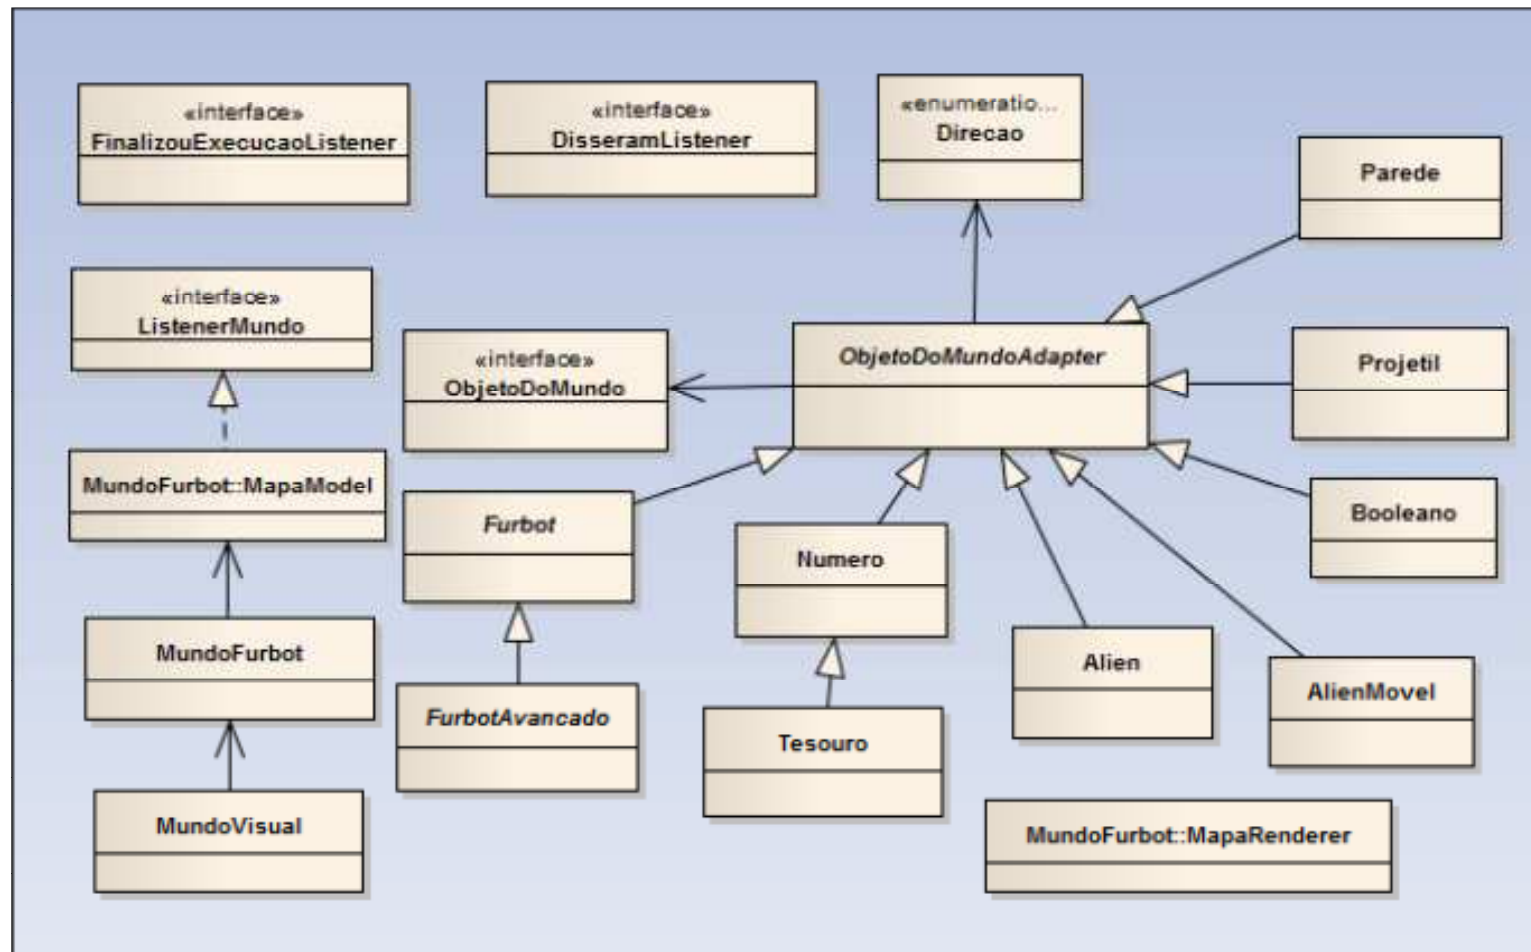 «interface»
FinalizouExecucaoListener
«interface»
DisseramListener
«enumeratio...
Direcao
Parede
«interface»
ListenerMundo
«interface»
ObjetoDoMundo
ObjetoDoMundoAdapter
Projetil
MundoFurbot::MapaModel
Furbot
Numero
Booleano
MundoFurbot
FurbotAvancado
Tesouro
Alien
AlienMovel
MundoVisual
MundoFurbot::MapaRenderer